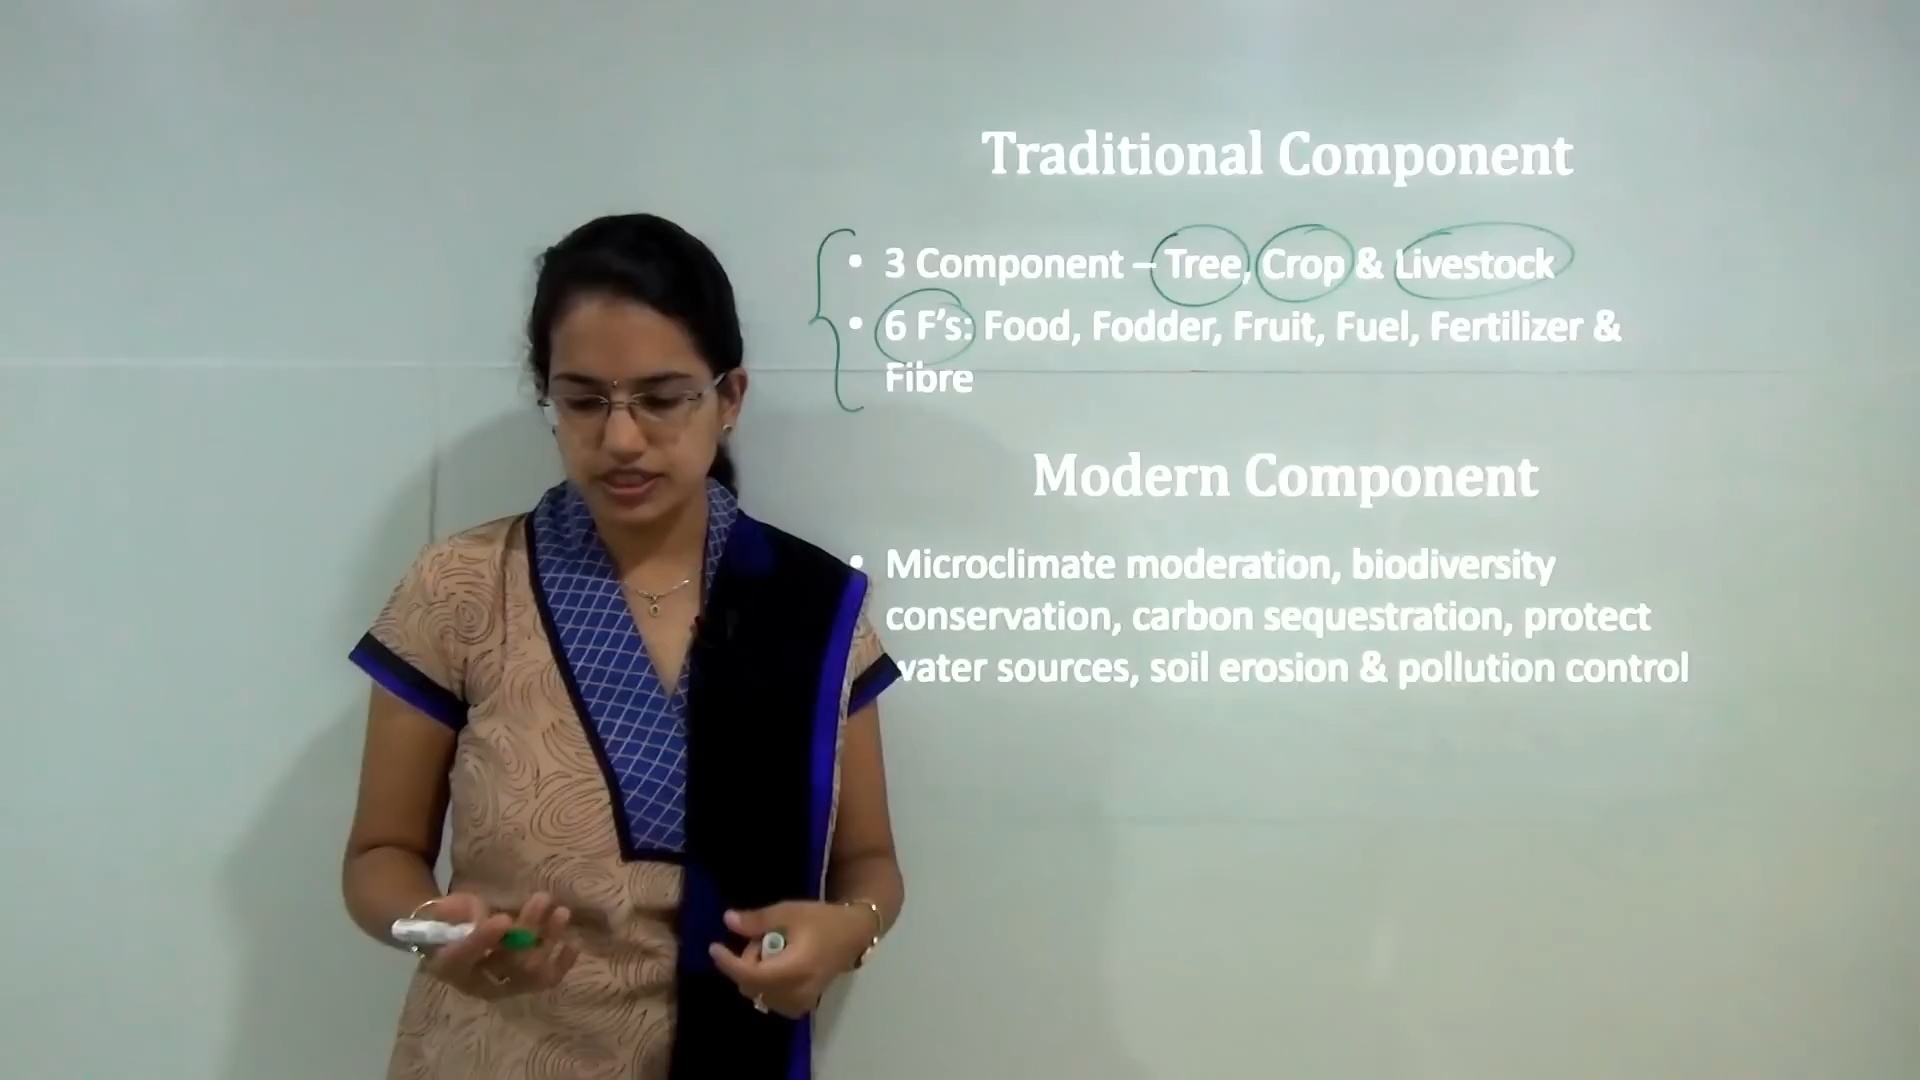 Traditional Component
• 3 Component – Tree, Crop & Livestock
• 6 F's: Food, Fodder, Fruit, Fuel, Fertilizer &
Fibre
Modern Component
• Microclimate moderation, biodiversity
conservation, carbon sequestration, protect
water sources, soil erosion & pollution control